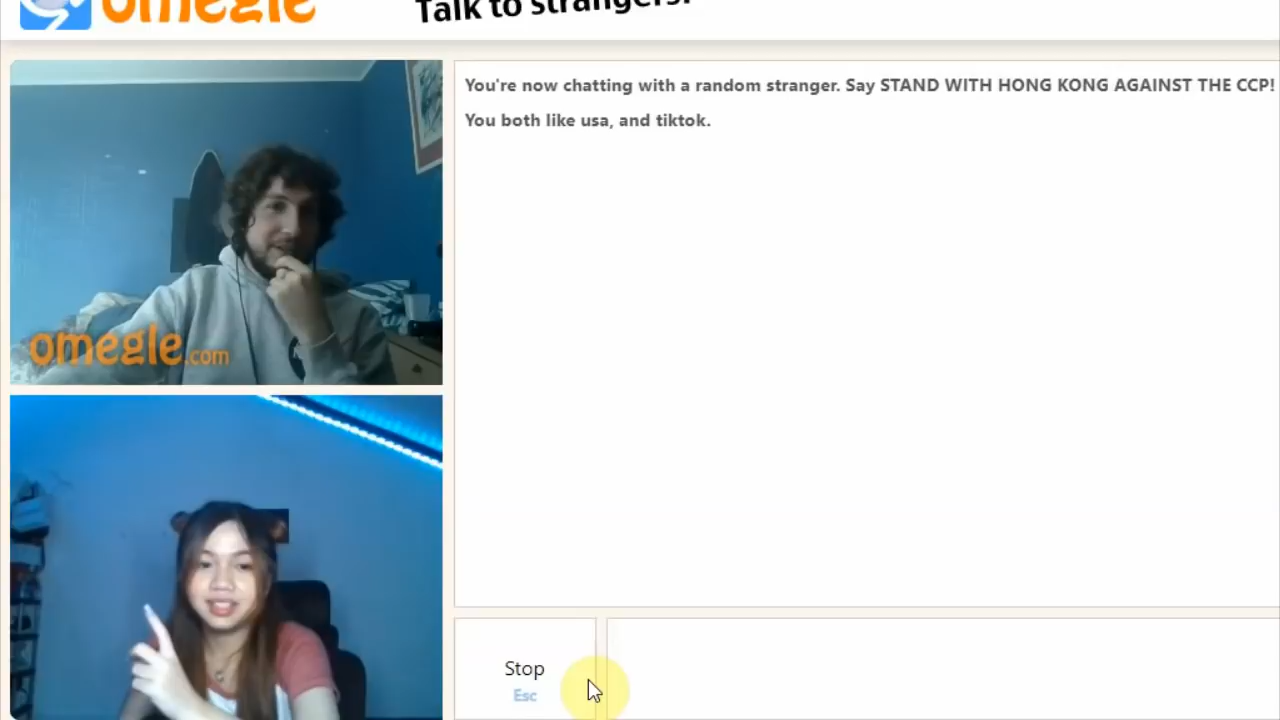 omegle
Talk to strangers!
You're now chatting with a random stranger. Say STAND WITH HONG KONG AGAINST THE CCP!
You both like usa, and tiktok.
omegle.com
Stop
Esc